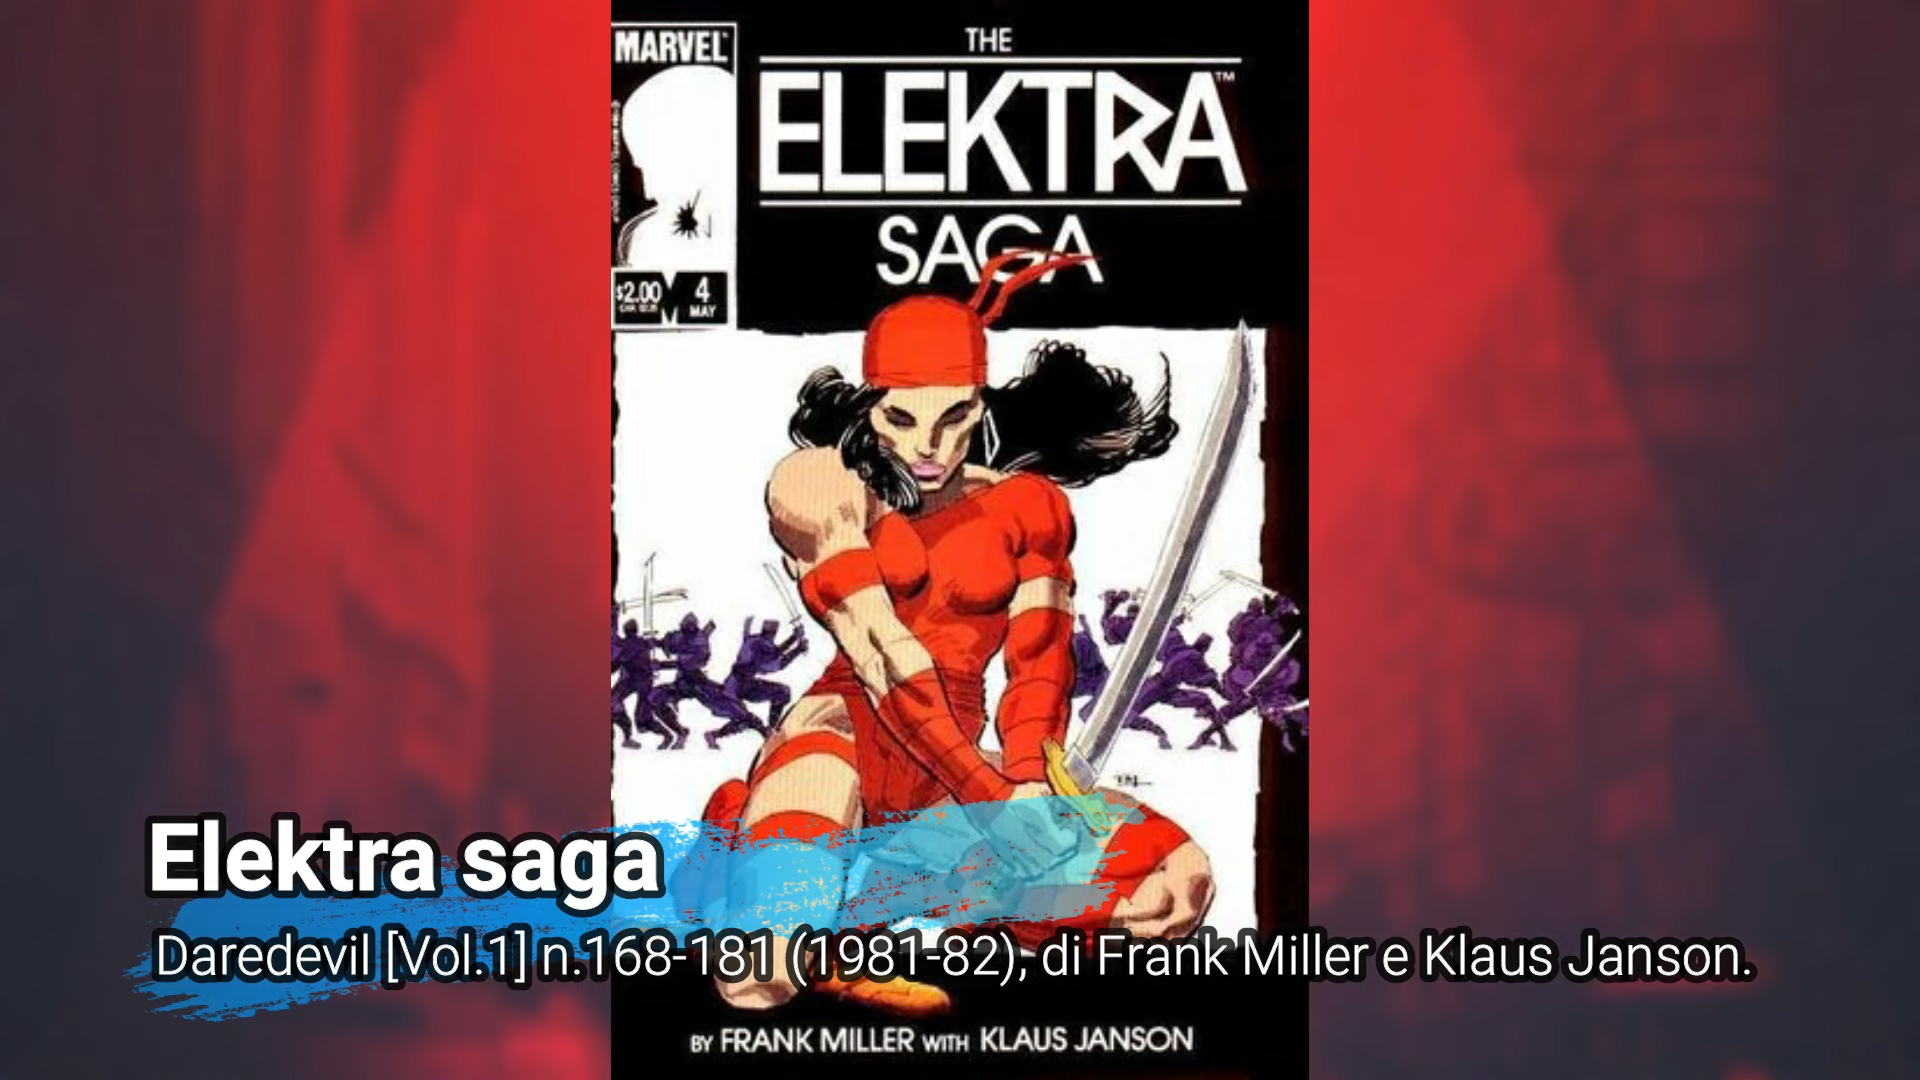 MARVEL
THE
ELEKTRA™
SAGA
$2.00 4
MAY
Elektra saga
Daredevil [Vol.1] n.168-181 (1981-82), di Frank Miller e Klaus Janson.
BY FRANK MILLER WITH KLAUS JANSON